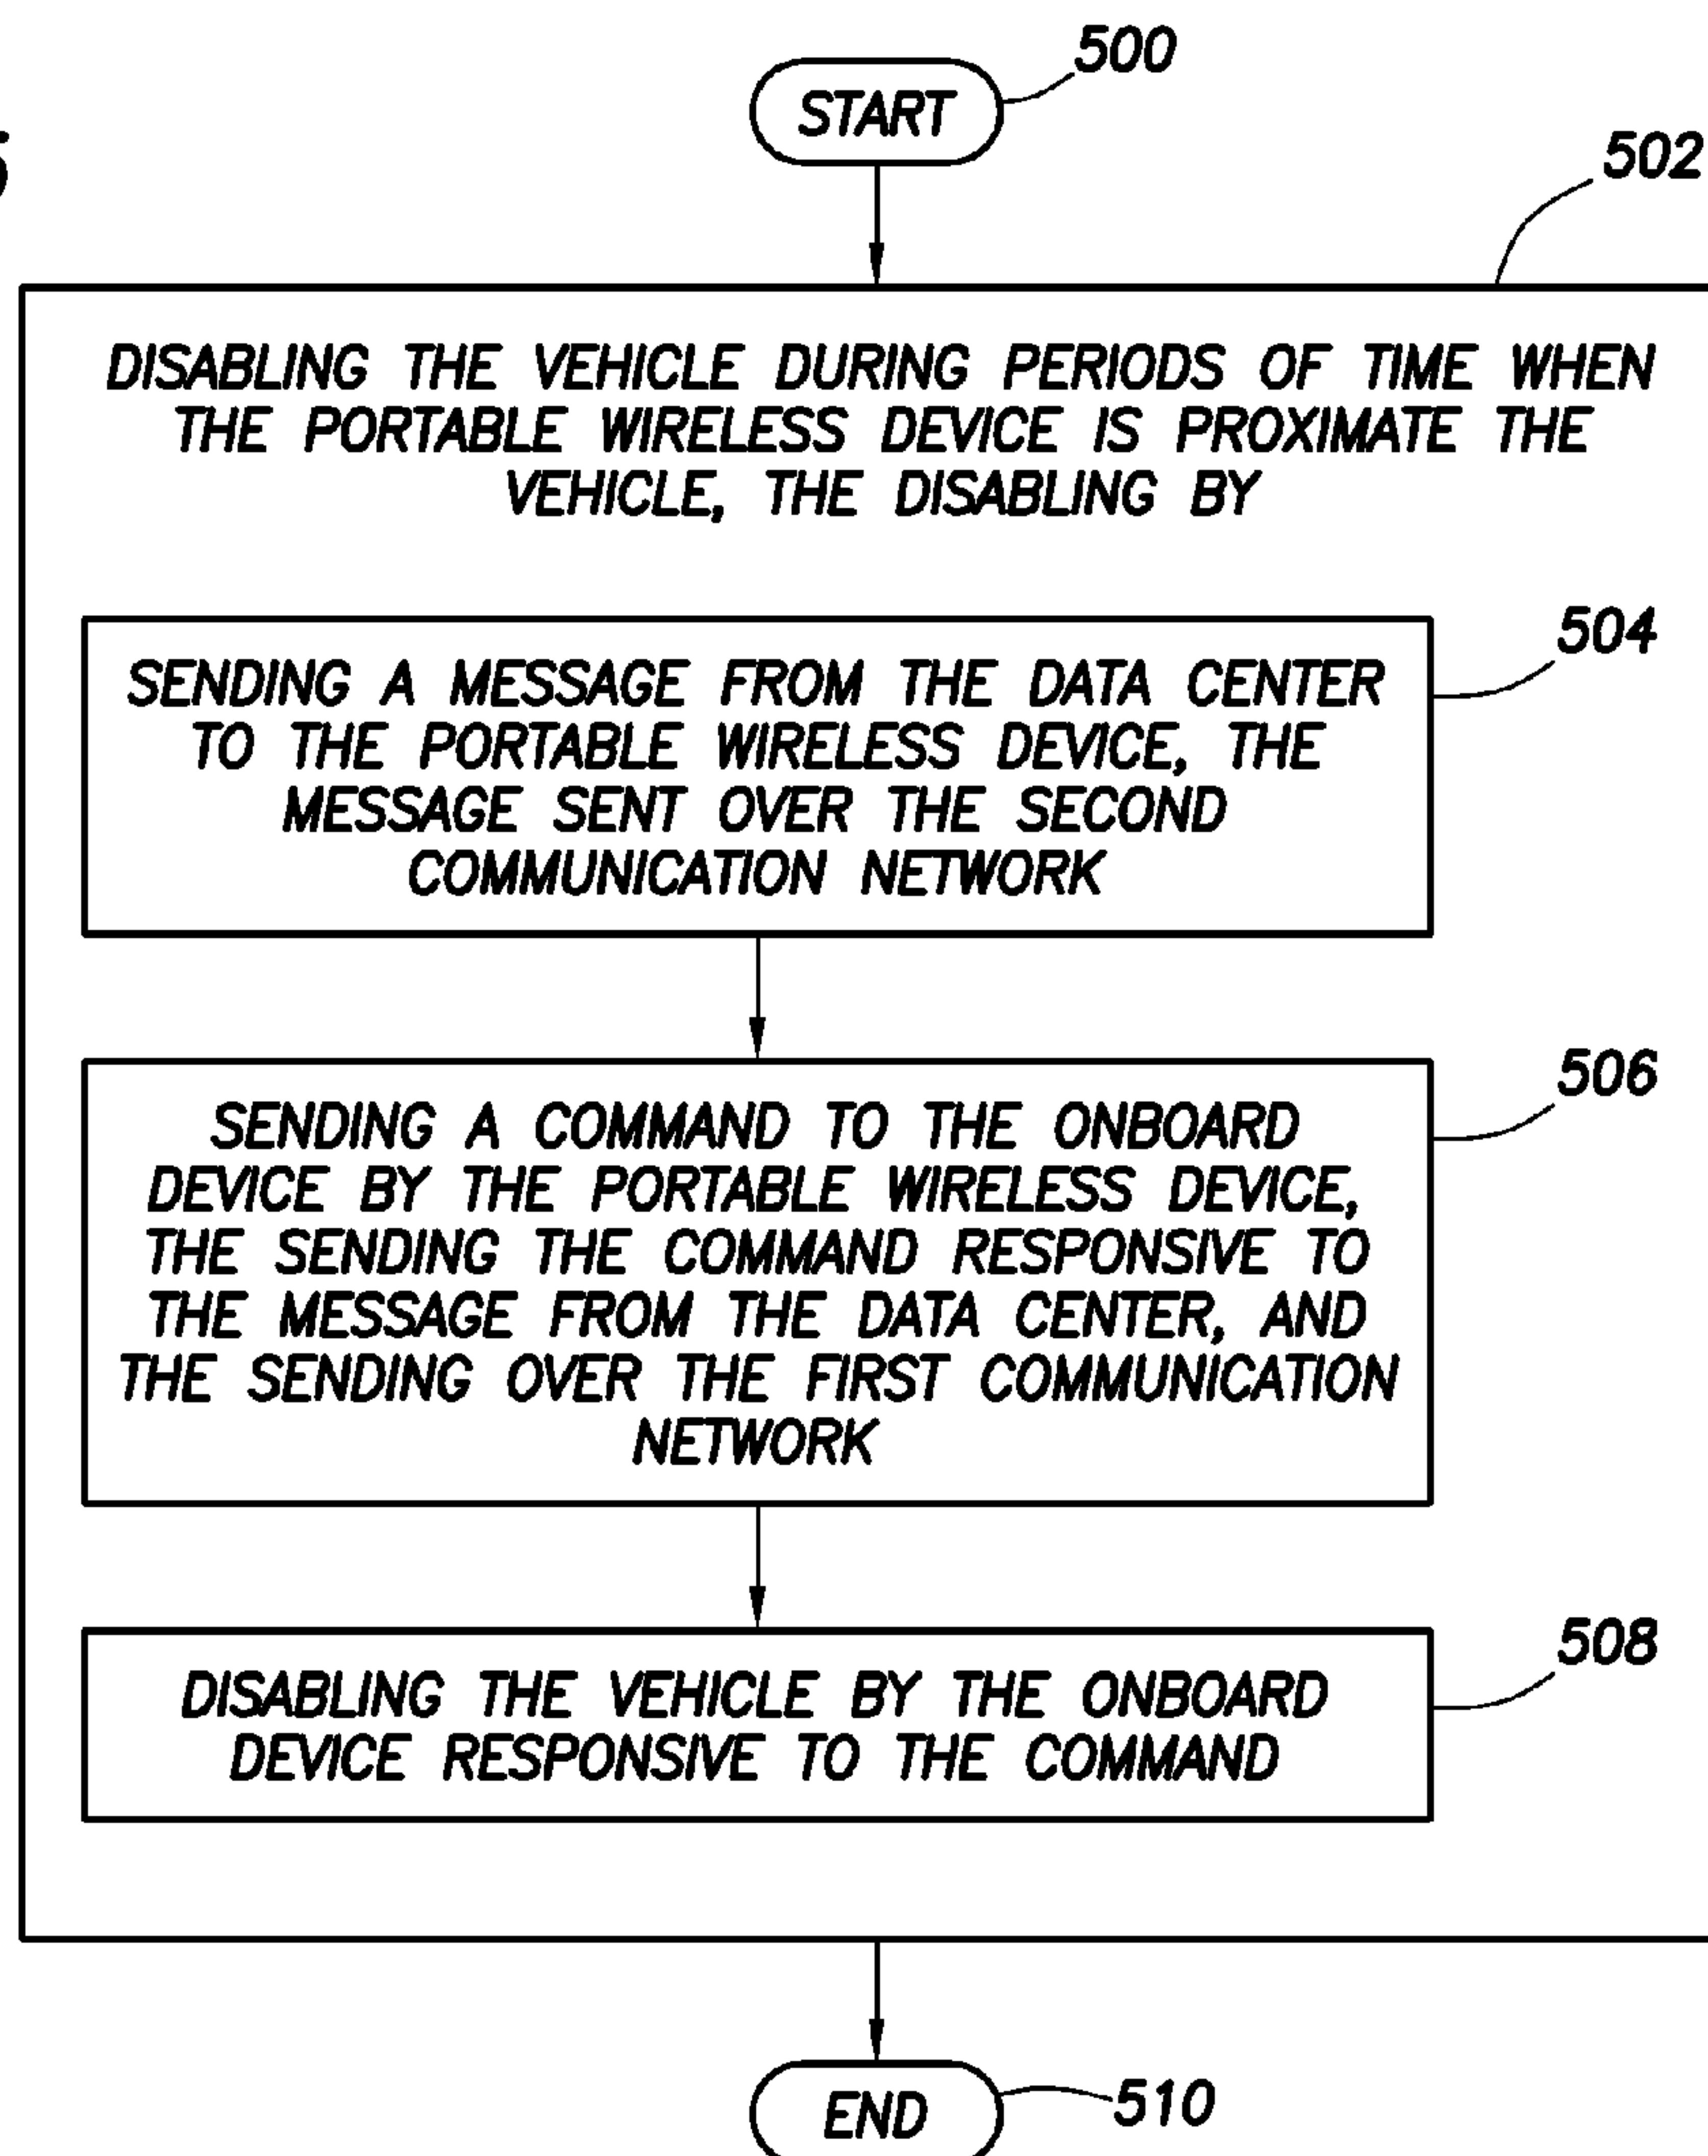 500
START
502
DISABLING THE VEHICLE DURING PERIODS OF TIME WHEN
THE PORTABLE WIRELESS DEVICE IS PROXIMATE THE
VEHICLE, THE DISABLING BY
504
SENDING A MESSAGE FROM THE DATA CENTER
TO THE PORTABLE WIRELESS DEVICE, THE
MESSAGE SENT OVER THE SECOND
COMMUNICATION NETWORK
506
SENDING A COMMAND TO THE ONBOARD
DEVICE BY THE PORTABLE WIRELESS DEVICE,
THE SENDING THE COMMAND RESPONSIVE TO
THE MESSAGE FROM THE DATA CENTER, AND
THE SENDING OVER THE FIRST COMMUNICATION
NETWORK
508
DISABLING THE VEHICLE BY THE ONBOARD
DEVICE RESPONSIVE TO THE COMMAND
END
510